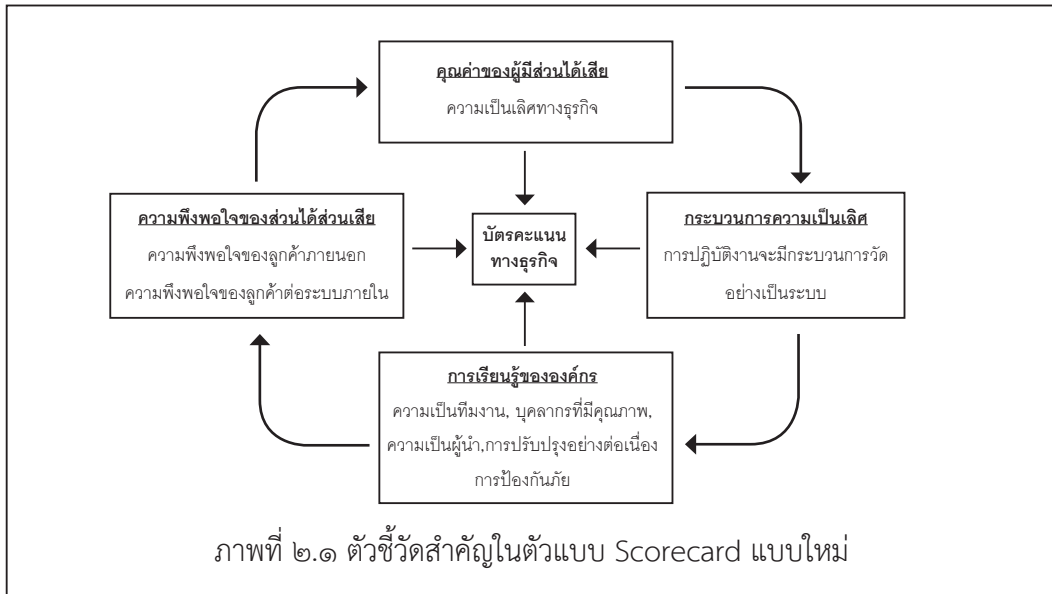 คุณค่าของผู้มีส่วนได้เสีย
ความเป็นเลิศทางธุรกิจ
ความพึงพอใจของส่วนได้ส่วนเสีย
ความพึงพอใจของลูกค้าภายนอก
ความพึงพอใจของลูกค้าต่อระบบภายใน
บัตรคะแนน
ทางธุรกิจ
กระบวนการความเป็นเลิศ
การปฏิบัติงานจะมีกระบวนการวัด
อย่างเป็นระบบ
การเรียนรู้ขององค์กร
ความเป็นทีมงาน, บุคลากรที่มีคุณภาพ,
ความเป็นผู้นำ,การปรับปรุงอย่างต่อเนื่อง
การป้องกันภัย
ภาพที่ ๒.๑ ตัวชี้วัดสำคัญในตัวแบบ Scorecard แบบใหม่